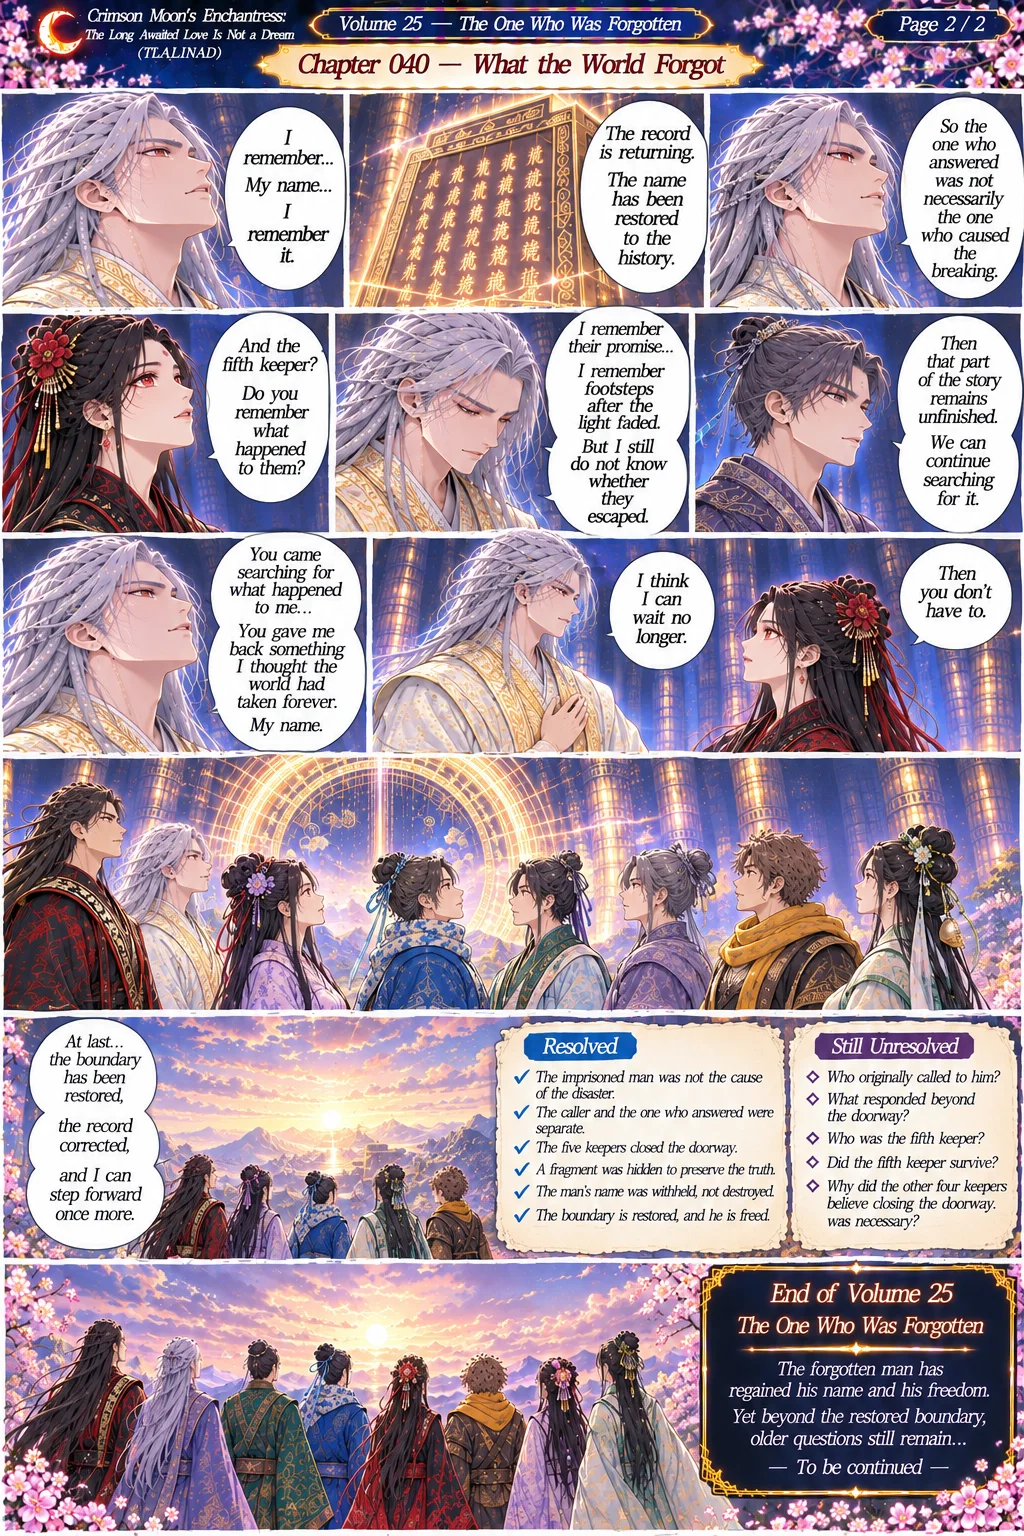 Crimson Moon's Enchantress:
The Long Awaited Love Is Not a Dream
(TLALINAD)
Volume 25 — The One Who Was Forgotten
Page 2 / 2
Chapter 040 — What the World Forgot
I
remember...
My name...
I
remember
it.
The record
is returning.
The name
has been
restored
to the
history.
So the
one who
answered
was not
necessarily
the one
who caused
the
breaking.
And the
fifth keeper?
Do you
remember
what
happened
to them?
I remember
their promise...
I remember
footsteps
after the
light faded.
But I still
do not know
whether
they
escaped.
Then
that part
of the story
remains
unfinished.
We can
continue
searching
for it.
You came
searching for
what happened
to me...
You gave me
back something
I thought the
world had
taken forever.
My name.
I think
I can
wait no
longer.
Then
you don't
have to.
At last...
the boundary
has been
restored,
the record
corrected,
and I can
step forward
once more.
Resolved
✓ The imprisoned man was not the cause
of the disaster.
✓ The caller and the one who answered were
separate.
✓ The five keepers closed the doorway.
✓ A fragment was hidden to preserve the truth.
✓ The man's name was withheld, not destroyed.
✓ The boundary is restored, and he is freed.
Still Unresolved
◇ Who originally called to him?
◇ What responded beyond
the doorway?
◇ Who was the fifth keeper?
◇ Did the fifth keeper survive?
◇ Why did the other four keepers
believe closing the doorway.
was necessary?
End of Volume 25
The One Who Was Forgotten
The forgotten man has
regained his name and his freedom.
Yet beyond the restored boundary,
older questions still remain...
— To be continued —